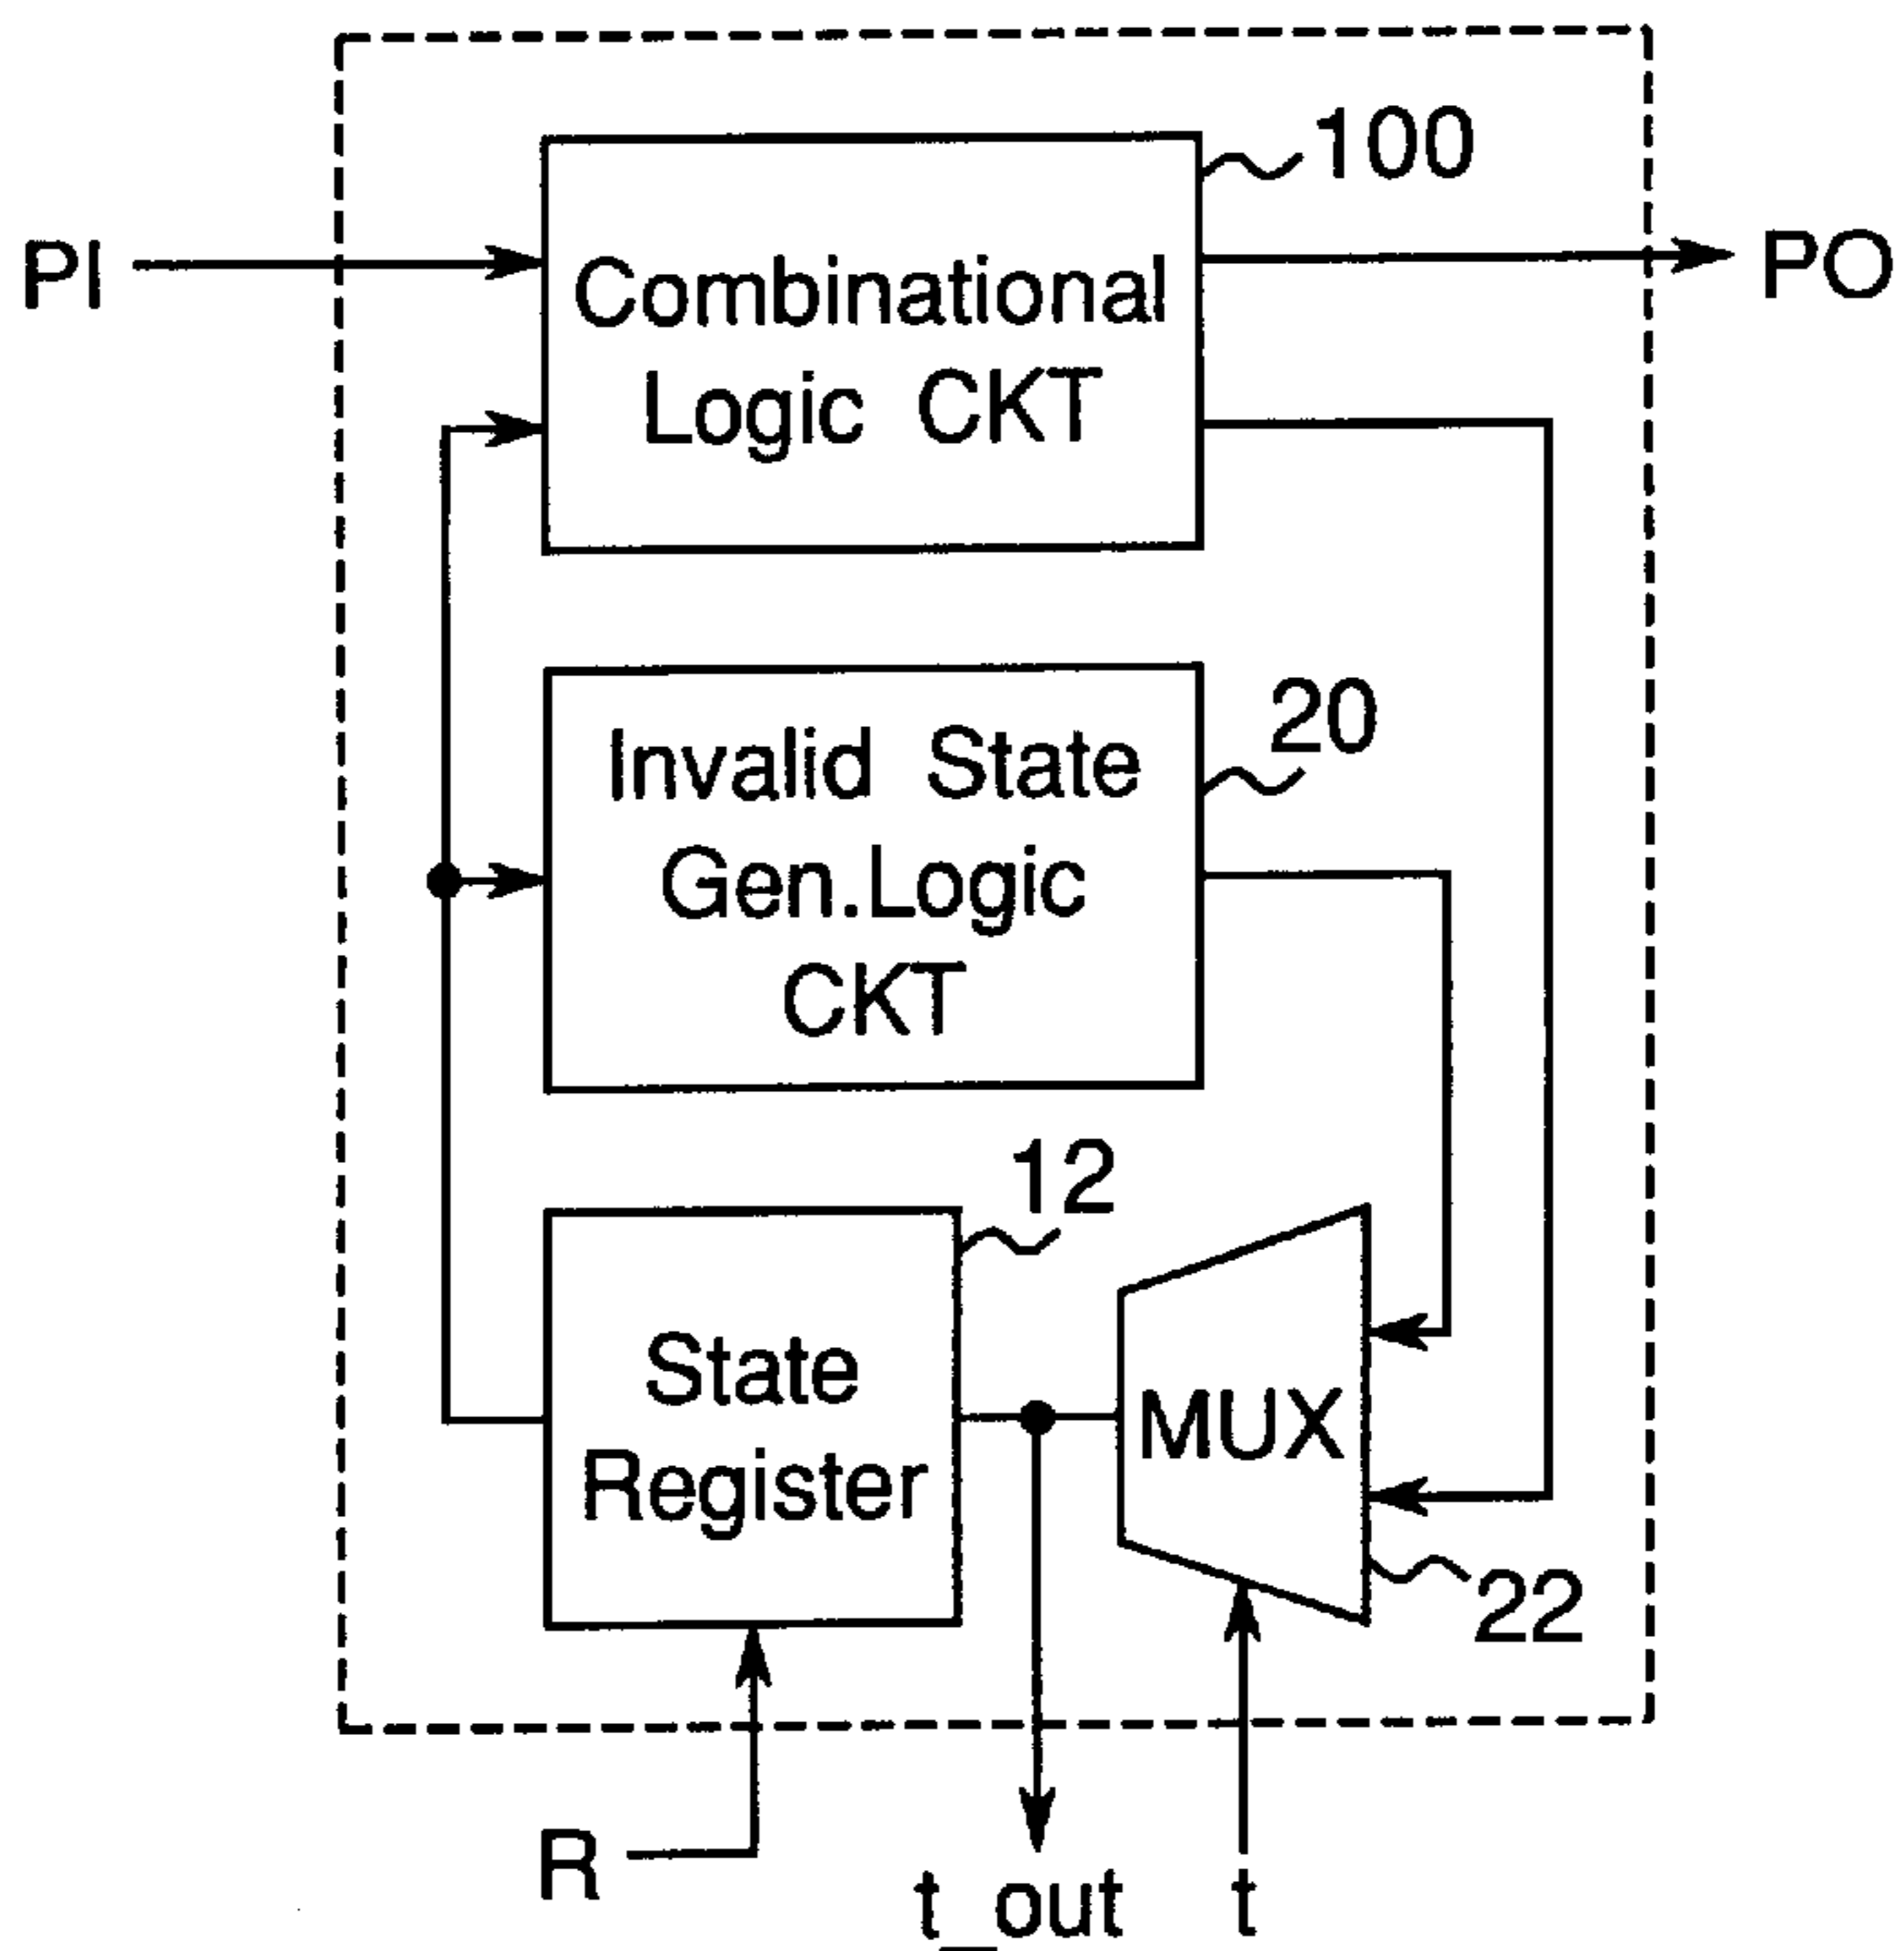 100
PI
PO
Combinational
Logic CKT
20
Invalid State
Gen.Logic
CKT
12
State
Register
MUX
22
R
t_out
t